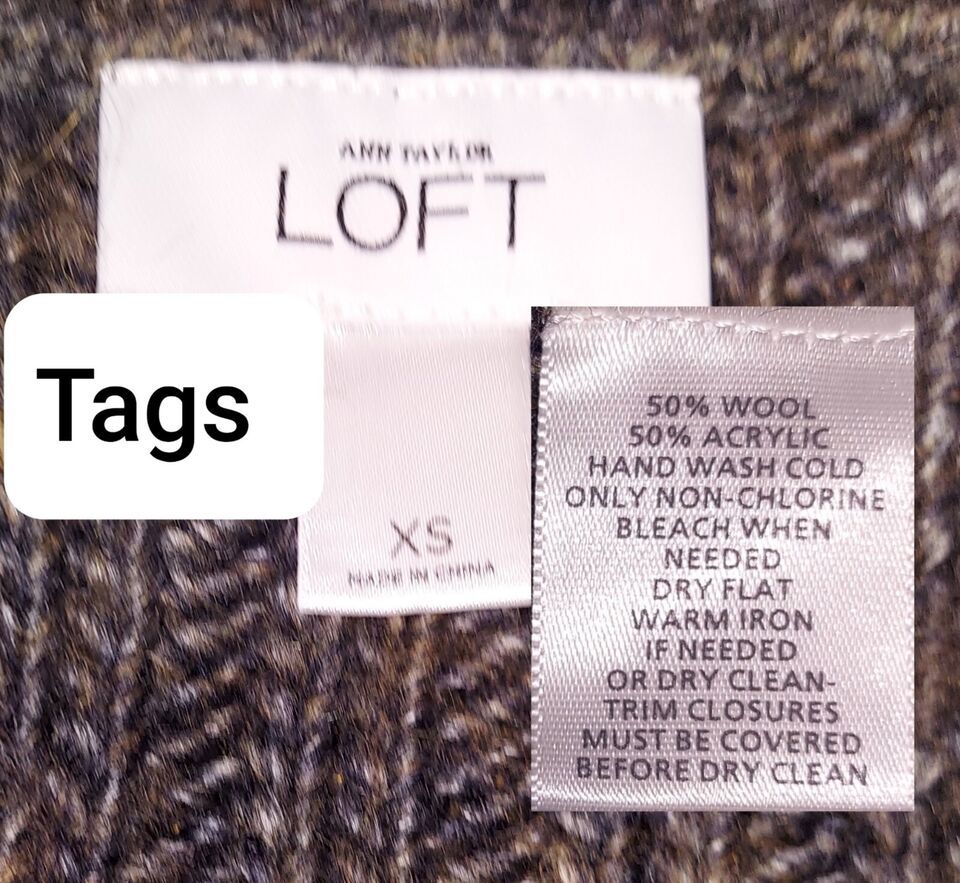 ANN TAYLOR
LOFT
Tags
XS
MADE IN CHINA
50% WOOL
50% ACRYLIC
HAND WASH COLD
ONLY NON-CHLORINE
BLEACH WHEN
NEEDED
DRY FLAT
WARM IRON
IF NEEDED
OR DRY CLEAN-
TRIM CLOSURES
MUST BE COVERED
BEFORE DRY CLEAN